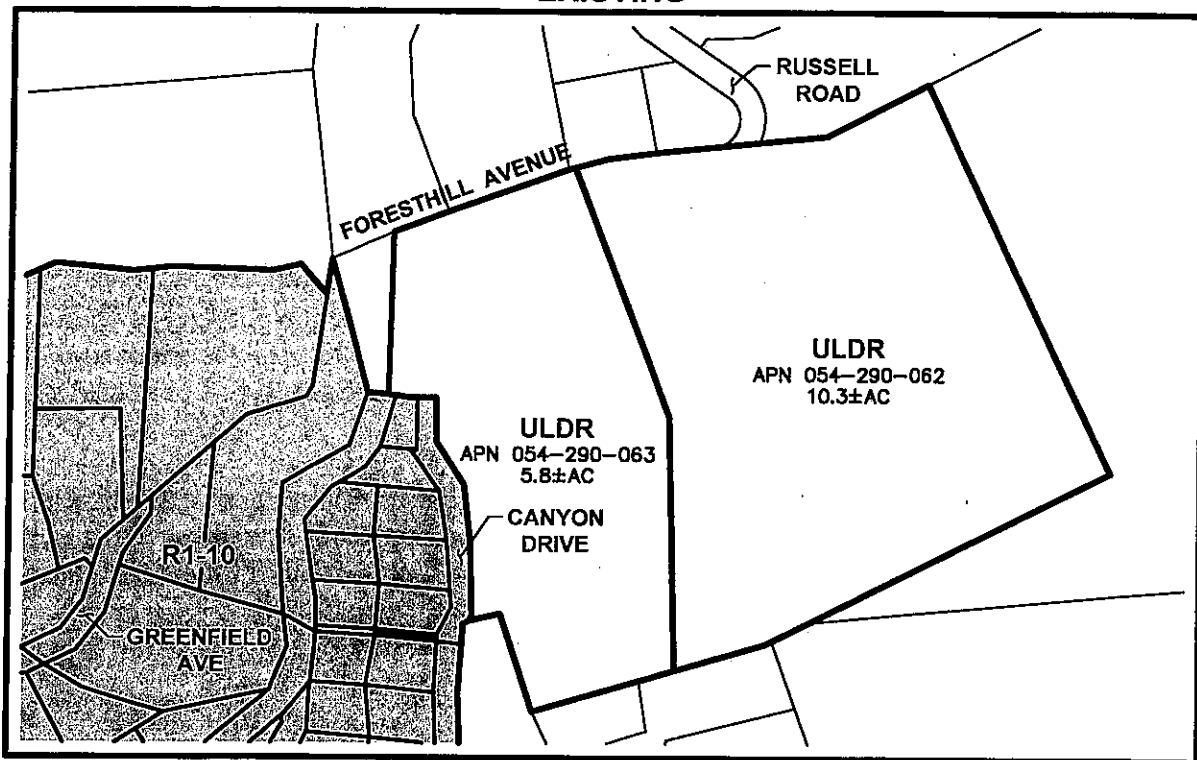 RUSSELL
ROAD
FORESTHILL AVENUE
ULDR
APN 054-290-062
10.3±AC
ULDR
APN 054-290-063
5.8±AC
CANYON
DRIVE
R1-10
GREENFIELD
AVE